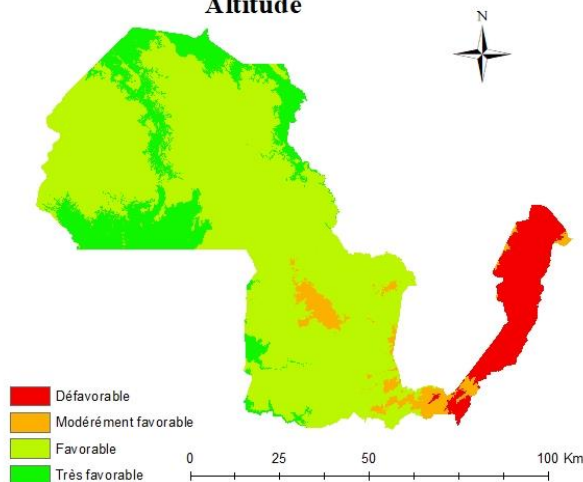 Altitude
N
Défavorable
Modérément favorable
Favorable
Très favorable
0 25 50 100 Km